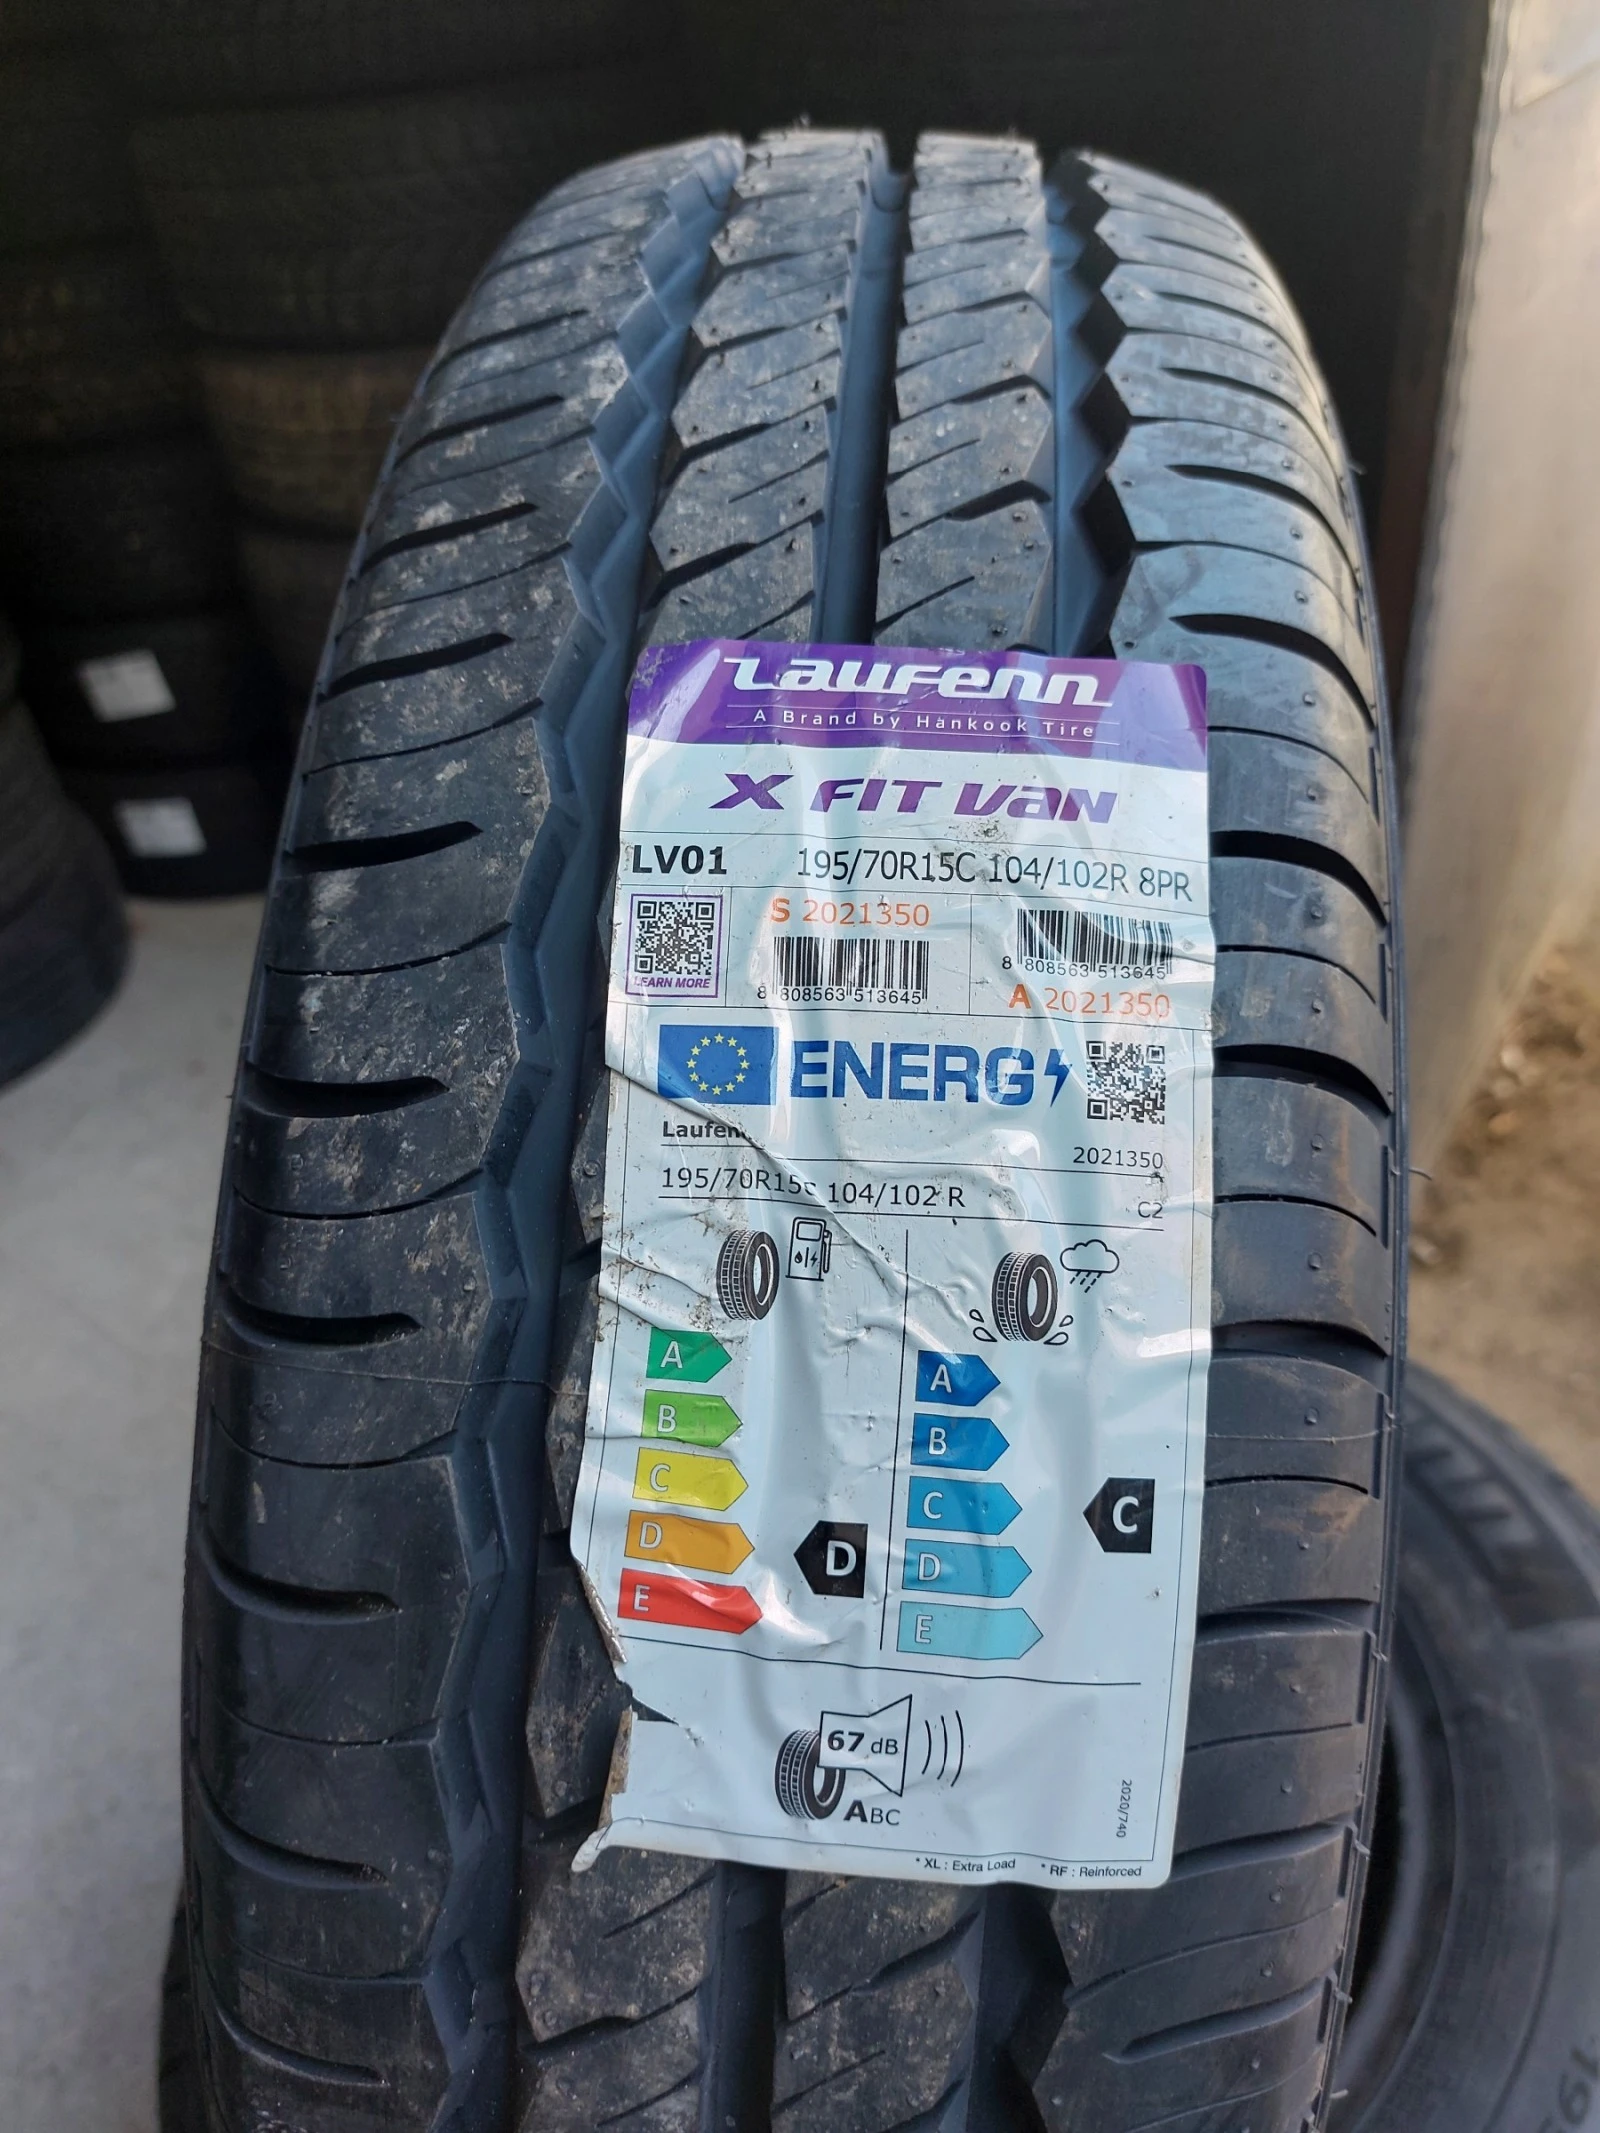 Laufenn
A Brand by Hankook Tire
X FIT VAN
LV01 195/70R15C 104/102R 8PR
S 2021350
8 808563 513645
LEARN MORE
8 808563 513645
A 2021350
ENERG
Laufenn
2021350
195/70R15C 104/102 R
C2
A
B
C
D
E
D
A
B
C
D
E
C
67 dB
ABC
2020/740
* XL : Extra Load * RF : Reinforced